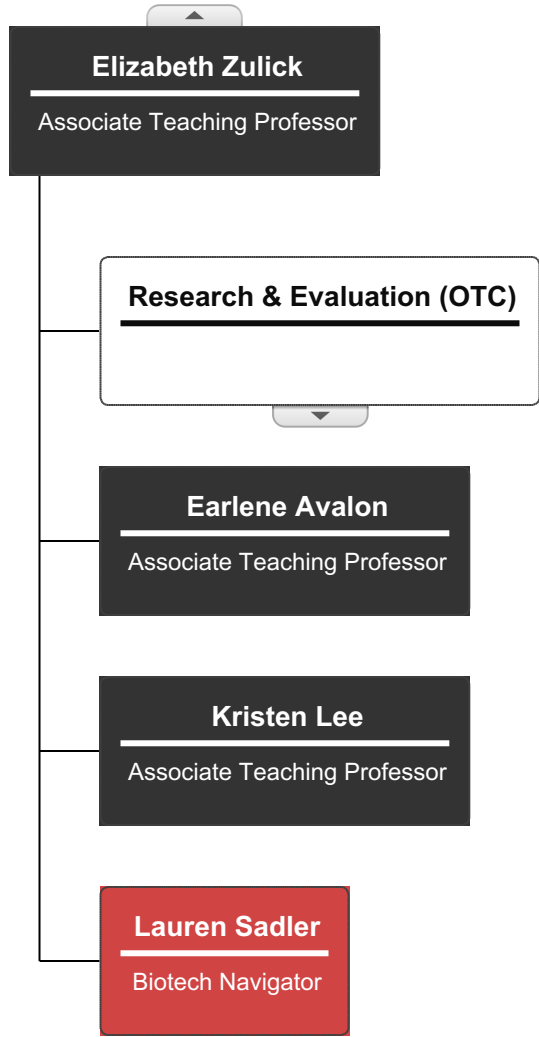 Elizabeth Zulick
Associate Teaching Professor
Research & Evaluation (OTC)
Earlene Avalon
Associate Teaching Professor
Kristen Lee
Associate Teaching Professor
Lauren Sadler
Biotech Navigator